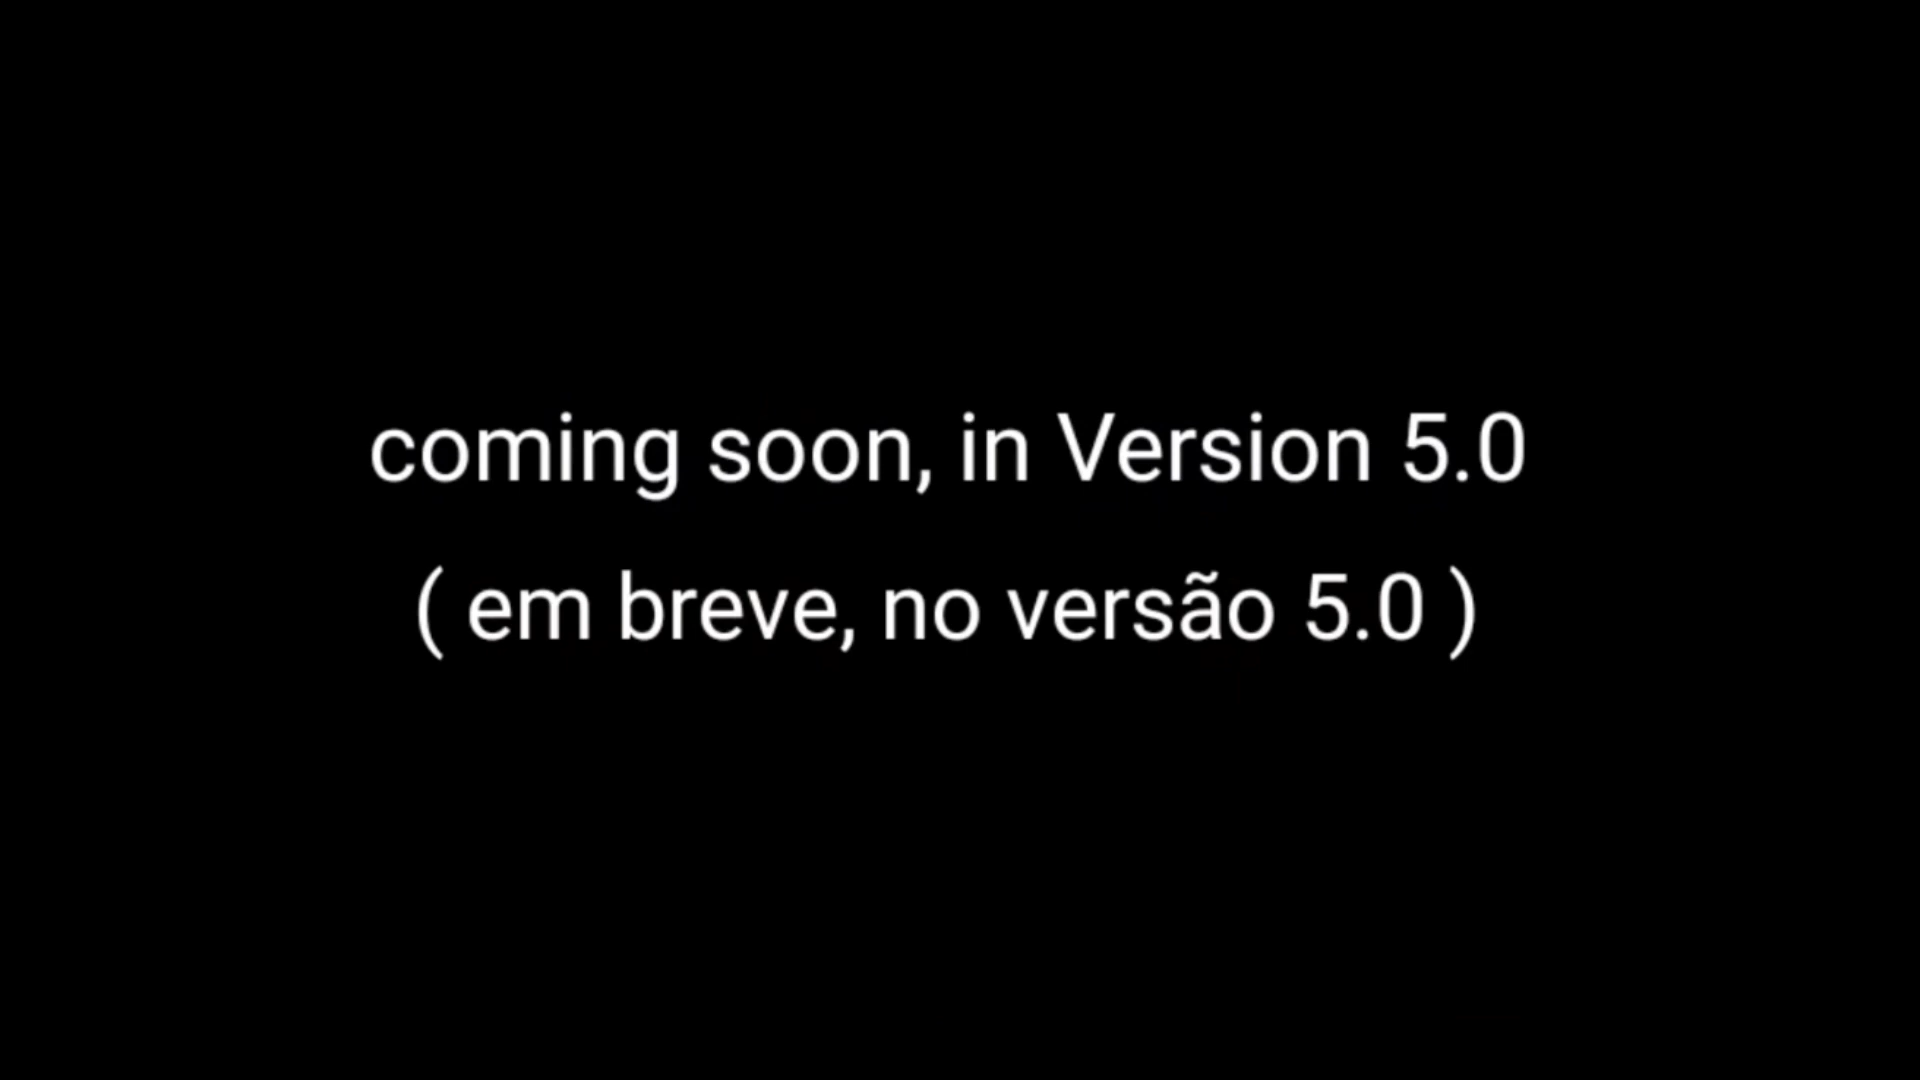 coming soon, in Version 5.0
( em breve, no versão 5.0 )